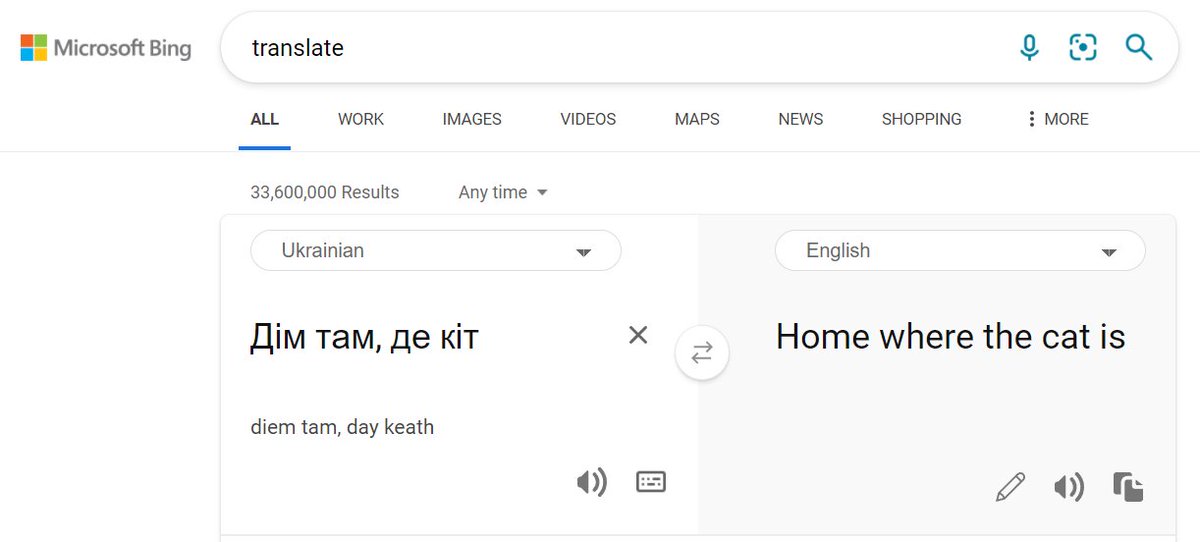 Microsoft Bing
translate
ALL WORK IMAGES VIDEOS MAPS NEWS SHOPPING MORE
33,600,000 Results Any time
Ukrainian
English
Дім там, де кіт
Home where the cat is
diem tam, day keath